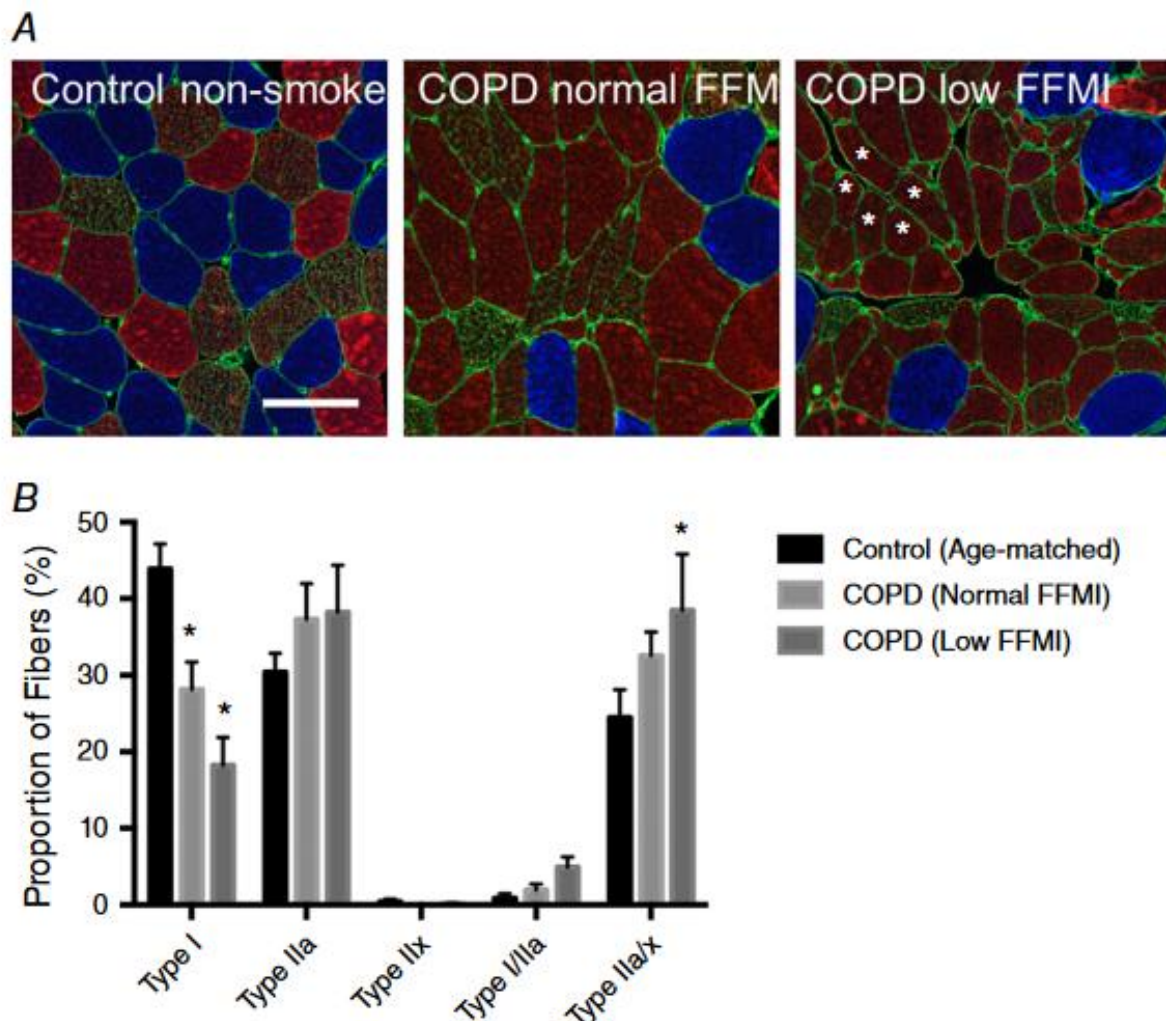 A
Control non-smoke
COPD normal FFM
COPD low FFMI
* * * * *
B
Proportion of Fibers (%)
50
40
30
20
10
0
*
*
*
Type I
Type IIa
Type IIx
Type I/IIa
Type IIa/x
Control (Age-matched)
COPD (Normal FFMI)
COPD (Low FFMI)